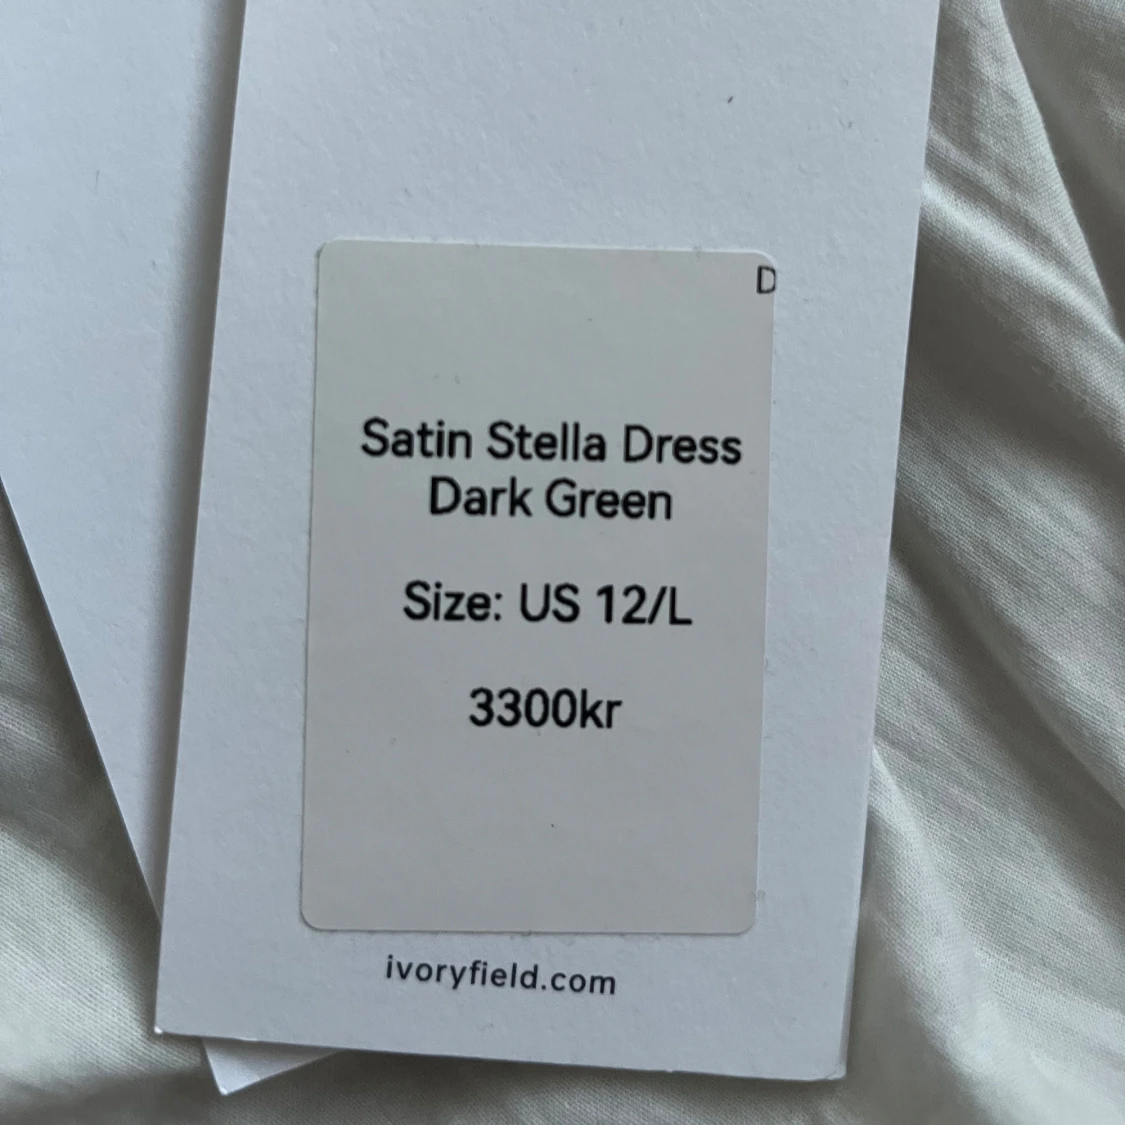 D
Satin Stella Dress
Dark Green
Size: US 12/L
3300kr
ivoryfield.com